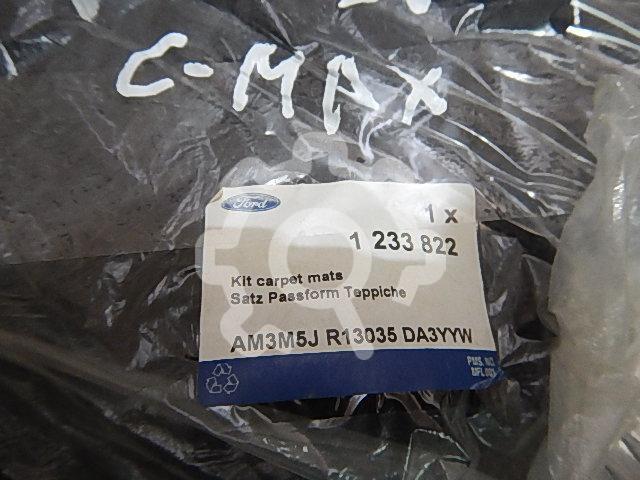 C-MAX
Ford
1 x
1 233 822
Kit carpet mats
Satz Passform Teppiche
AM3M5J R13035 DA3YYW